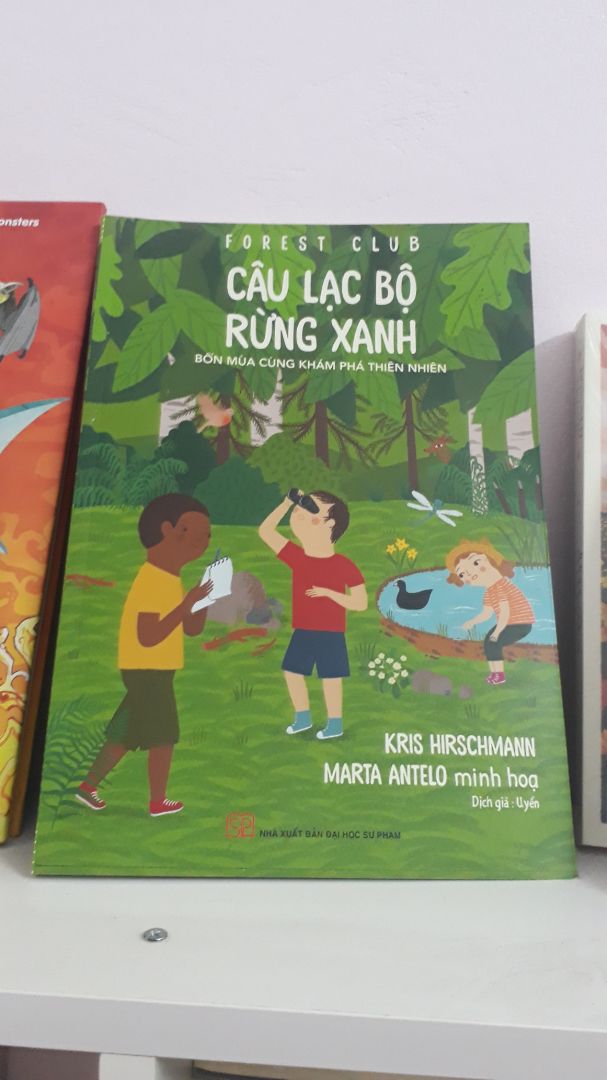 onsters
FOREST CLUB
CÂU LẠC BỘ
RỪNG XANH
BỐN MÙA CÙNG KHÁM PHÁ THIÊN NHIÊN
KRIS HIRSCHMANN
MARTA ANTELO minh hoạ
Dịch giả : Uyển
SP NHÀ XUẤT BẢN ĐẠI HỌC SƯ PHẠM